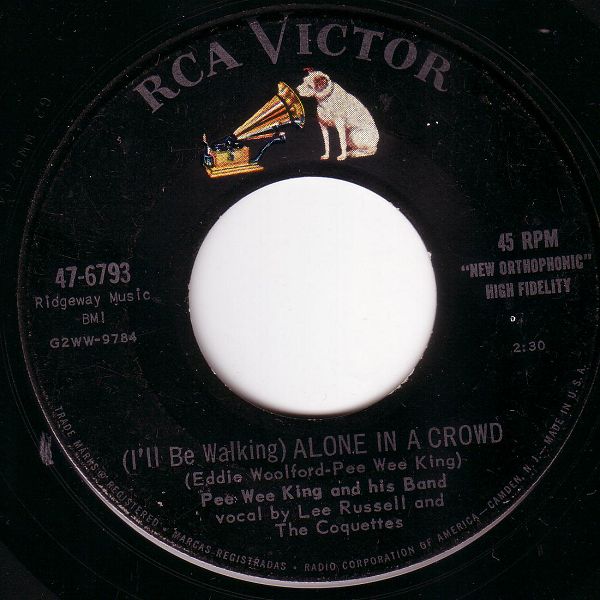 RCA VICTOR
47-6793
Ridgeway Music
BMI
G2WW-9784
45 RPM
"NEW ORTHOPHONIC"
HIGH FIDELITY
2:30
(I'll Be Walking) ALONE IN A CROWD
(Eddie Woolford-Pee Wee King)
Pee Wee King and his Band
vocal by Lee Russell and
The Coquettes
TRADE MARKS® REGISTERED • MARCAS REGISTRADAS • RADIO CORPORATION OF AMERICA—CAMDEN, N. J.—MADE IN U. S. A.